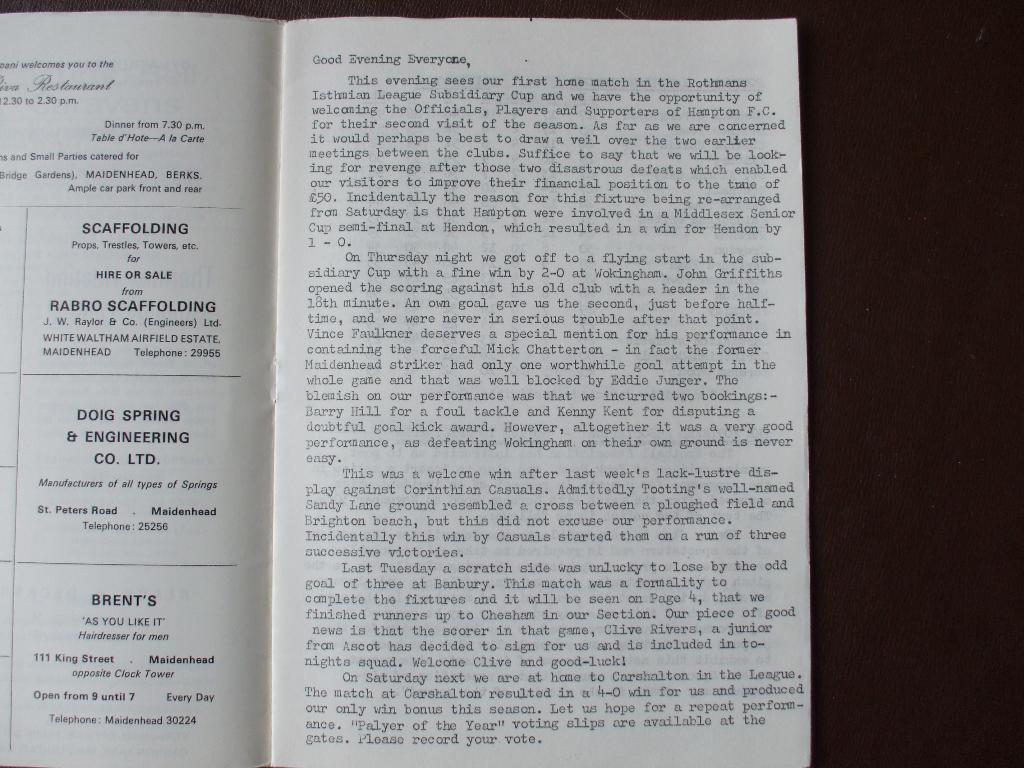 pani welcomes you to the
Riva Restaurant
12.30 to 2.30 p.m.
Dinner from 7.30 p.m.
Table d'Hote—A la Carte
and Small Parties catered for
Bridge Gardens), MAIDENHEAD, BERKS.
Ample car park front and rear
SCAFFOLDING
Props, Trestles, Towers, etc.
for
HIRE OR SALE
from
RABRO SCAFFOLDING
J. W. Raylor & Co. (Engineers) Ltd.
WHITE WALTHAM AIRFIELD ESTATE,
MAIDENHEAD Telephone: 29955
DOIG SPRING
& ENGINEERING
CO. LTD.
Manufacturers of all types of Springs
St. Peters Road . Maidenhead
Telephone: 25256
BRENT'S
'AS YOU LIKE IT'
Hairdresser for men
111 King Street . Maidenhead
opposite Clock Tower
Open from 9 until 7 Every Day
Telephone: Maidenhead 30224
Good Evening Everyone,
This evening sees our first home match in the Rothmans
Isthmian League Subsidiary Cup and we have the opportunity of
welcoming the Officials, Players and Supporters of Hampton F.C.
for their second visit of the season. As far as we are concerned
it would perhaps be best to draw a veil over the two earlier
meetings between the clubs. Suffice to say that we will be look-
ing for revenge after those two disastrous defeats which enabled
our visitors to improve their financial position to the tune of
£50. Incidentally the reason for this fixture being re-arranged
from Saturday is that Hampton were involved in a Middlesex Senior
Cup semi-final at Hendon, which resulted in a win for Hendon by
1 - 0.
On Thursday night we got off to a flying start in the sub-
sidiary Cup with a fine win by 2-0 at Wokingham. John Griffiths
opened the scoring against his old club with a header in the
18th minute. An own goal gave us the second, just before half-
time, and we were never in serious trouble after that point.
Vince Faulkner deserves a special mention for his performance in
containing the forceful Mick Chatterton - in fact the former
Maidenhead striker had only one worthwhile goal attempt in the
whole game and that was well blocked by Eddie Junger. The
blemish on our performance was that we incurred two bookings:-
Barry Hill for a foul tackle and Kenny Kent for disputing a
doubtful goal kick award. However, altogether it was a very good
performance, as defeating Wokingham on their own ground is never
easy.
This was a welcome win after last week's lack-lustre dis-
play against Corinthian Casuals. Admittedly Tooting's well-named
Sandy Lane ground resembled a cross between a ploughed field and
Brighton beach, but this did not excuse our performance.
Incidentally this win by Casuals started them on a run of three
successive victories.
Last Tuesday a scratch side was unlucky to lose by the odd
goal of three at Banbury. This match was a formality to
complete the fixtures and it will be seen on Page 4, that we
finished runners up to Chesham in our Section. Our piece of good
news is that the scorer in that game, Clive Rivers, a junior
from Ascot has decided to sign for us and is included in to-
nights squad. Welcome Clive and good-luck!
On Saturday next we are at home to Carshalton in the League.
The match at Carshalton resulted in a 4-0 win for us and produced
our only win bonus this season. Let us hope for a repeat perform-
ance. "Palyer of the Year" voting slips are available at the
gates. Please record your vote.